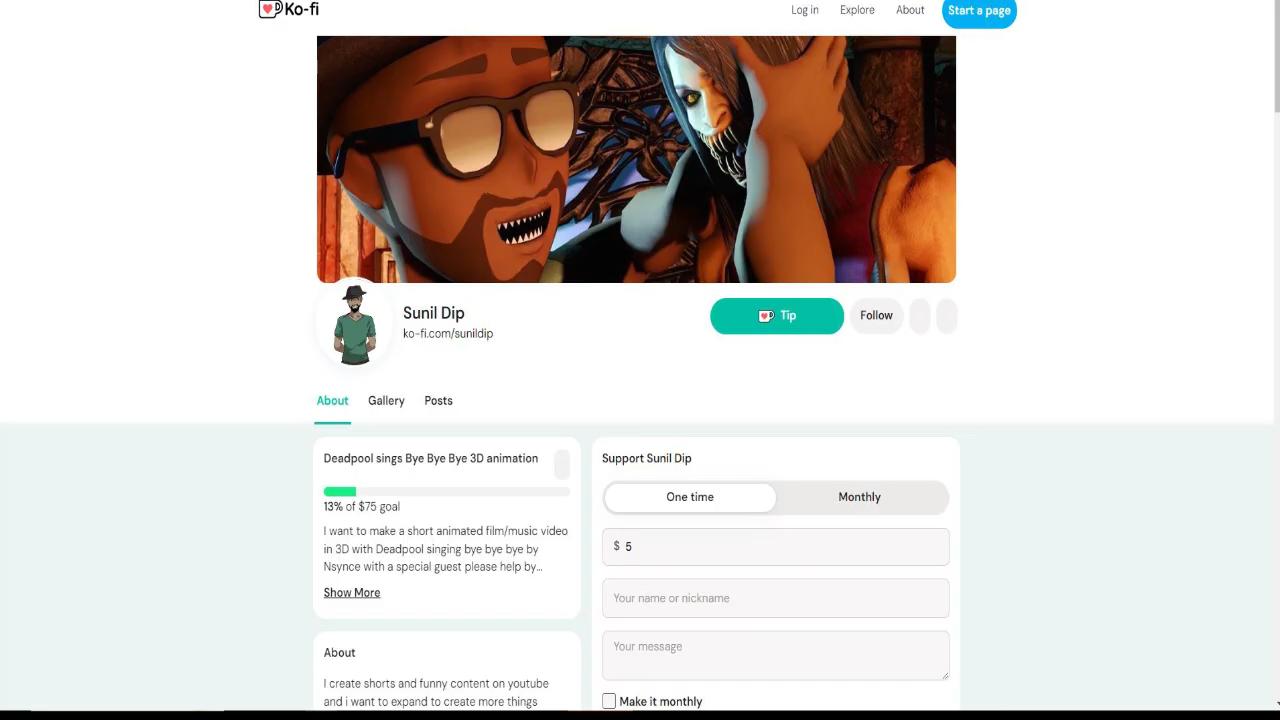 Ko-fi
Log in
Explore
About
Start a page
Sunil Dip
ko-fi.com/sunildip
Tip
Follow
About
Gallery
Posts
Deadpool sings Bye Bye Bye 3D animation
13% of $75 goal
I want to make a short animated film/music video
in 3D with Deadpool singing bye bye bye by
Nsynce with a special guest please help by...
Show More
About
I create shorts and funny content on youtube
and i want to expand to create more things
Support Sunil Dip
One time
Monthly
$ 5
Your name or nickname
Your message
Make it monthly